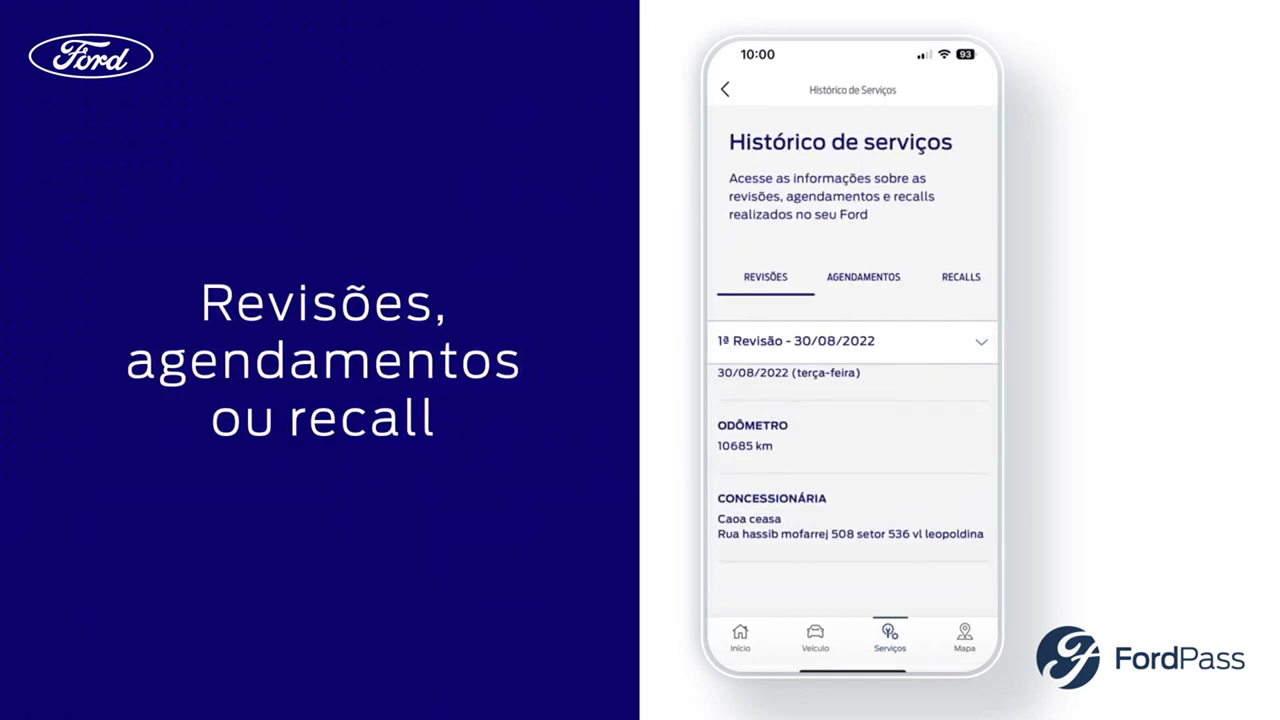 Ford
Revisões,
agendamentos
ou recall
10:00
93
Histórico de Serviços
Histórico de serviços
Acesse as informações sobre as
revisões, agendamentos e recalls
realizados no seu Ford
REVISÕES AGENDAMENTOS RECALLS
1ª Revisão - 30/08/2022
30/08/2022 (terça-feira)
ODÔMETRO
10685 km
CONCESSIONÁRIA
Caoa ceasa
Rua hassib mofarrej 508 setor 536 vl leopoldina
Início Veículo Serviços Mapa
FordPass